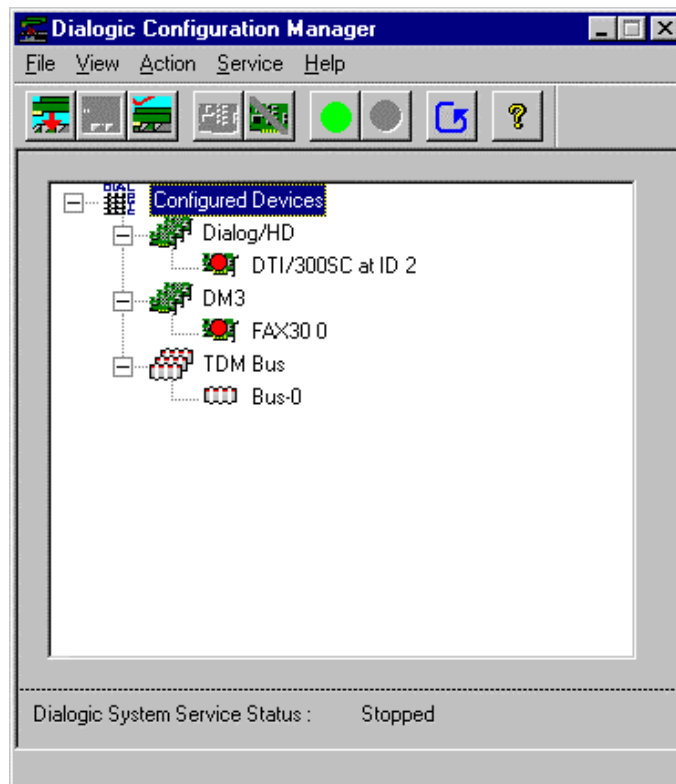 Dialogic Configuration Manager
File View Action Service Help
?
DIAL
Configured Devices
Dialog/HD
DTI/300SC at ID 2
DM3
FAX30 0
TDM Bus
Bus-0
Dialogic System Service Status : Stopped